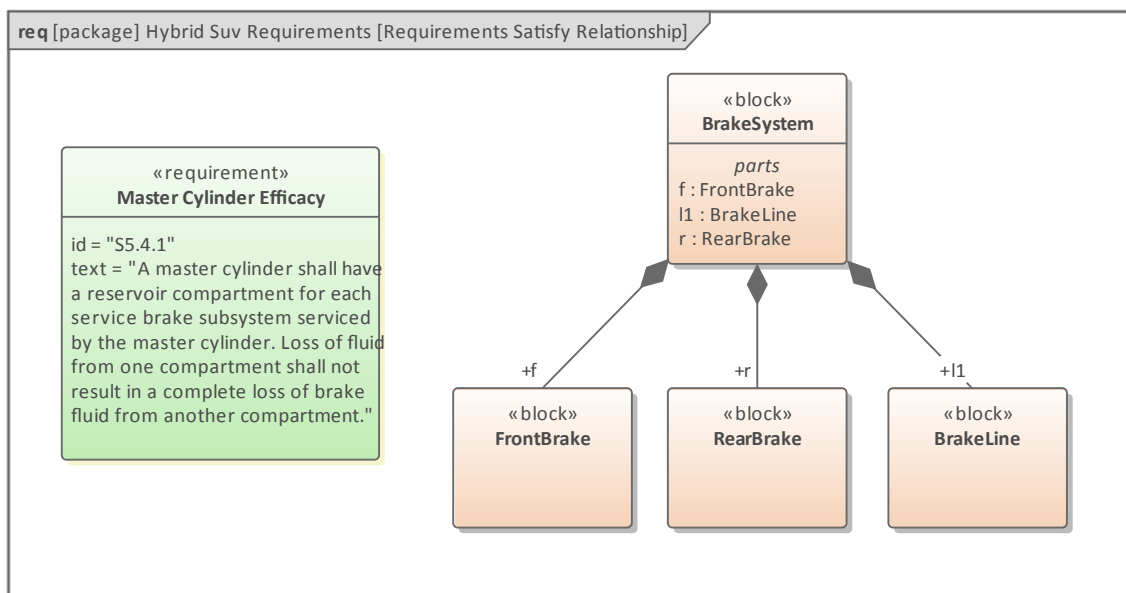 req [package] Hybrid Suv Requirements [Requirements Satisfy Relationship]
«requirement»
Master Cylinder Efficacy
id = "S5.4.1"
text = "A master cylinder shall have
a reservoir compartment for each
service brake subsystem serviced
by the master cylinder. Loss of fluid
from one compartment shall not
result in a complete loss of brake
fluid from another compartment."
«block»
BrakeSystem
parts
f : FrontBrake
l1 : BrakeLine
r : RearBrake
+f
+r
+l1
«block»
FrontBrake
«block»
RearBrake
«block»
BrakeLine